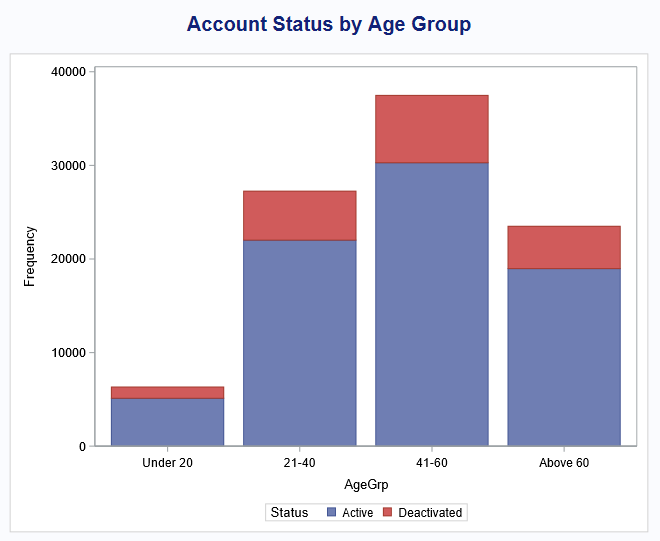 Account Status by Age Group
40000
30000
20000
10000
0
Frequency
Under 20 21-40 41-60 Above 60
AgeGrp
Status Active Deactivated